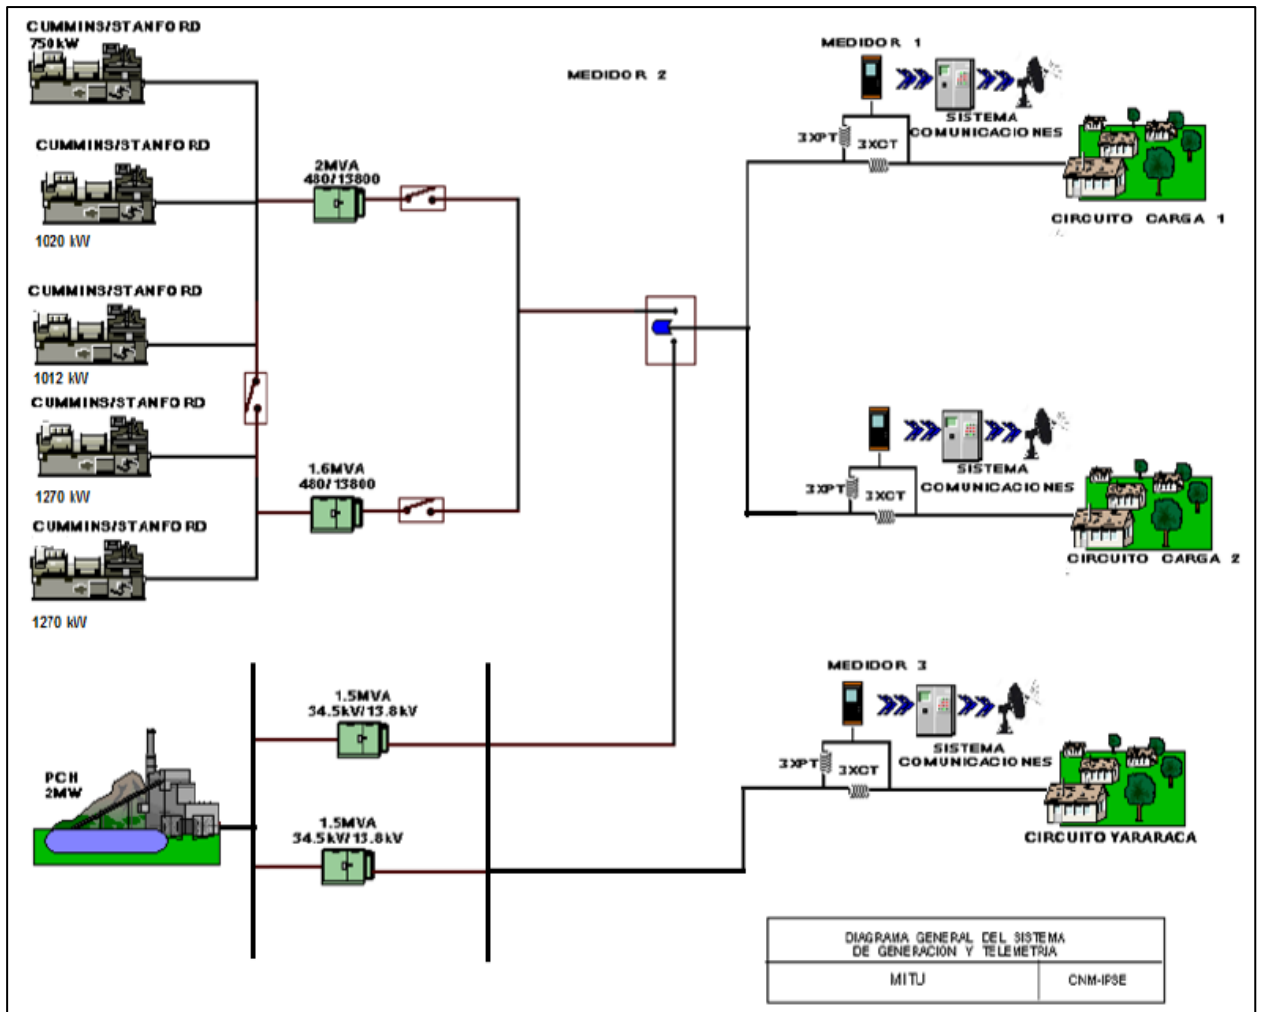 CUMMINS/STANFORD
750 kW
CUMMINS/STANFORD
1020 kW
CUMMINS/STANFORD
1012 kW
CUMMINS/STANFORD
1270 kW
CUMMINS/STANFORD
1270 kW
2MVA
480/13800
1.6MVA
480/13800
MEDIDOR 2
MEDIDOR 1
SISTEMA
COMUNICACIONES
3XPT
3XCT
CIRCUITO CARGA 1
SISTEMA
COMUNICACIONES
3XPT
3XCT
CIRCUITO CARGA 2
PCH
2MW
1.5MVA
34.5kV/13.8kV
1.5MVA
34.5kV/13.8kV
MEDIDOR 3
SISTEMA
COMUNICACIONES
3XPT
3XCT
CIRCUITO YARARACA
DIAGRAMA GENERAL DEL SISTEMA
DE GENERACION Y TELEMETRIA
MITU
CNM-IPSE